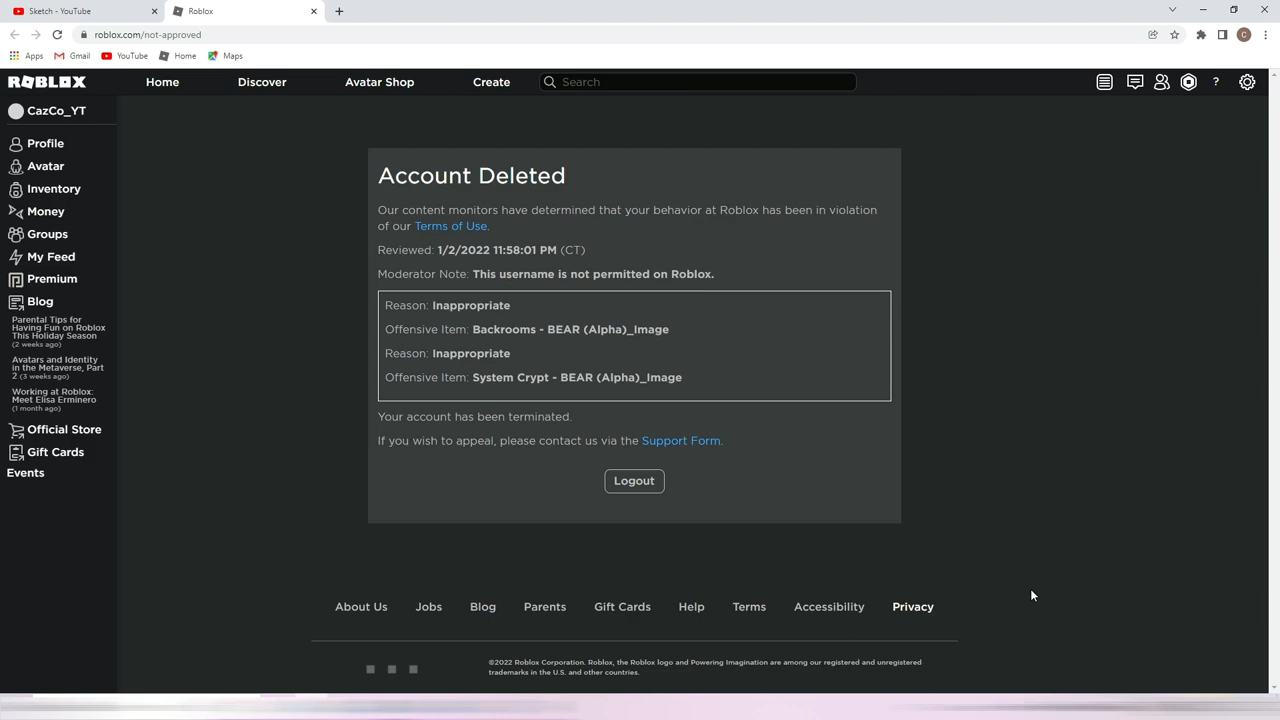 Sketch - YouTube
Roblox
roblox.com/not-approved
C
Apps Gmail YouTube Home Maps
ROBLOX Home Discover Avatar Shop Create Search ?
CazCo_YT
Profile
Avatar
Inventory
Money
Groups
My Feed
Premium
Blog
Parental Tips for
Having Fun on Roblox
This Holiday Season
(2 weeks ago)
Avatars and Identity
in the Metaverse, Part
2 (3 weeks ago)
Working at Roblox:
Meet Elisa Erminero
(1 month ago)
Official Store
Gift Cards
Events
Account Deleted
Our content monitors have determined that your behavior at Roblox has been in violation
of our Terms of Use.
Reviewed: 1/2/2022 11:58:01 PM (CT)
Moderator Note: This username is not permitted on Roblox.
Reason: Inappropriate
Offensive Item: Backrooms - BEAR (Alpha)_Image
Reason: Inappropriate
Offensive Item: System Crypt - BEAR (Alpha)_Image
Your account has been terminated.
If you wish to appeal, please contact us via the Support Form.
Logout
About Us Jobs Blog Parents Gift Cards Help Terms Accessibility Privacy
©2022 Roblox Corporation. Roblox, the Roblox logo and Powering Imagination are among our registered and unregistered
trademarks in the U.S. and other countries.